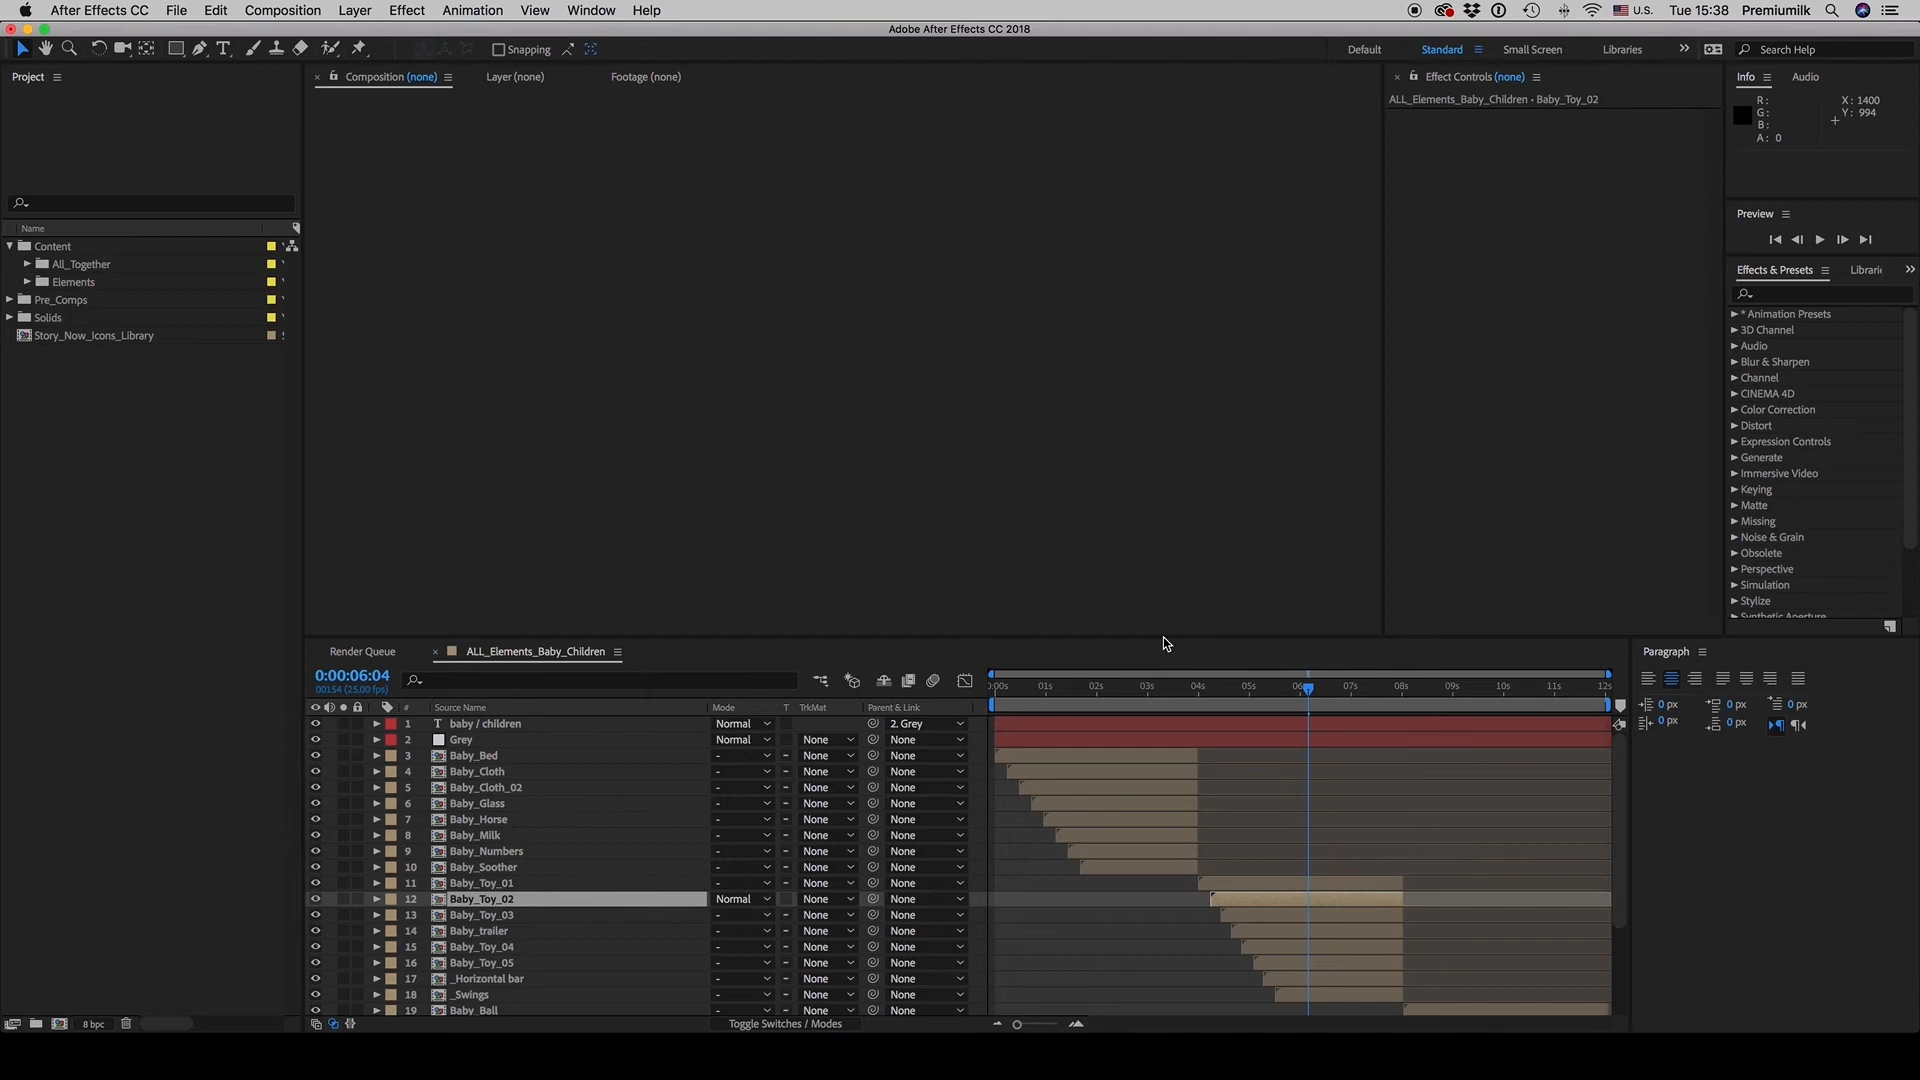 After Effects CC File Edit Composition Layer Effect Animation View Window Help U.S. Tue 15:38 Premiumilk
Adobe After Effects CC 2018
Snapping Default Standard Small Screen Libraries Search Help
Project Composition (none) Layer (none) Footage (none) Effect Controls (none) Info Audio
ALL_Elements_Baby_Children • Baby_Toy_02
R: X: 1400
G: Y: 994
B:
A: 0
Preview
Name
Content
All_Together
Elements
Pre_Comps
Solids
Story_Now_Icons_Library
Effects & Presets Librari
* Animation Presets
3D Channel
Audio
Blur & Sharpen
Channel
CINEMA 4D
Color Correction
Distort
Expression Controls
Generate
Immersive Video
Keying
Matte
Missing
Noise & Grain
Obsolete
Perspective
Simulation
Stylize
Synthetic Aperture
Render Queue ALL_Elements_Baby_Children
0:00:06:04
00154 (25.00 fps)
:00s 01s 02s 03s 04s 05s 06s 07s 08s 09s 10s 11s 12s
# Source Name Mode T TrkMat Parent & Link
1 T baby / children Normal 2. Grey
2 Grey Normal None None
3 Baby_Bed - None None
4 Baby_Cloth - None None
5 Baby_Cloth_02 - None None
6 Baby_Glass - None None
7 Baby_Horse - None None
8 Baby_Milk - None None
9 Baby_Numbers - None None
10 Baby_Soother - None None
11 Baby_Toy_01 - None None
12 Baby_Toy_02 Normal None None
13 Baby_Toy_03 - None None
14 Baby_trailer - None None
15 Baby_Toy_04 - None None
16 Baby_Toy_05 - None None
17 _Horizontal bar - None None
18 _Swings - None None
19 Baby_Ball - None None
8 bpc Toggle Switches / Modes
Paragraph
0 px 0 px 0 px
0 px 0 px